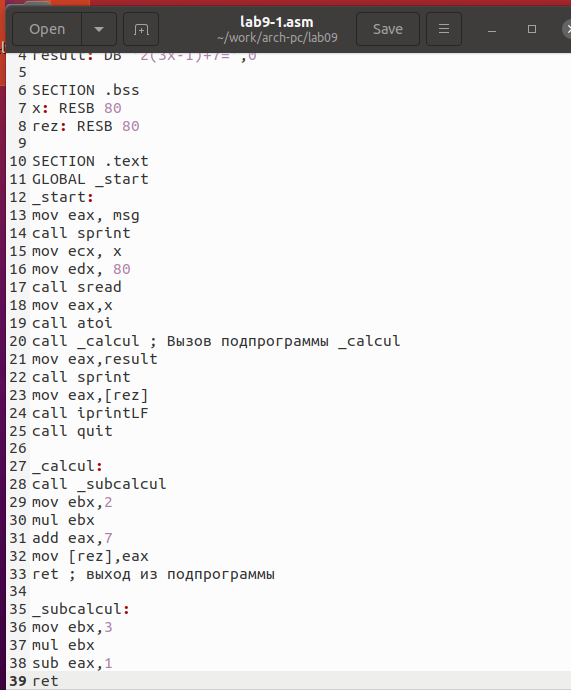 Open
lab9-1.asm
~/work/arch-pc/lab09
Save
4 result: DB '2(3x-1)+7=',0
5
6 SECTION .bss
7 x: RESB 80
8 rez: RESB 80
9
10 SECTION .text
11 GLOBAL _start
12 _start:
13 mov eax, msg
14 call sprint
15 mov ecx, x
16 mov edx, 80
17 call sread
18 mov eax,x
19 call atoi
20 call _calcul ; Вызов подпрограммы _calcul
21 mov eax,result
22 call sprint
23 mov eax,[rez]
24 call iprintLF
25 call quit
26
27 _calcul:
28 call _subcalcul
29 mov ebx,2
30 mul ebx
31 add eax,7
32 mov [rez],eax
33 ret ; выход из подпрограммы
34
35 _subcalcul:
36 mov ebx,3
37 mul ebx
38 sub eax,1
39 ret